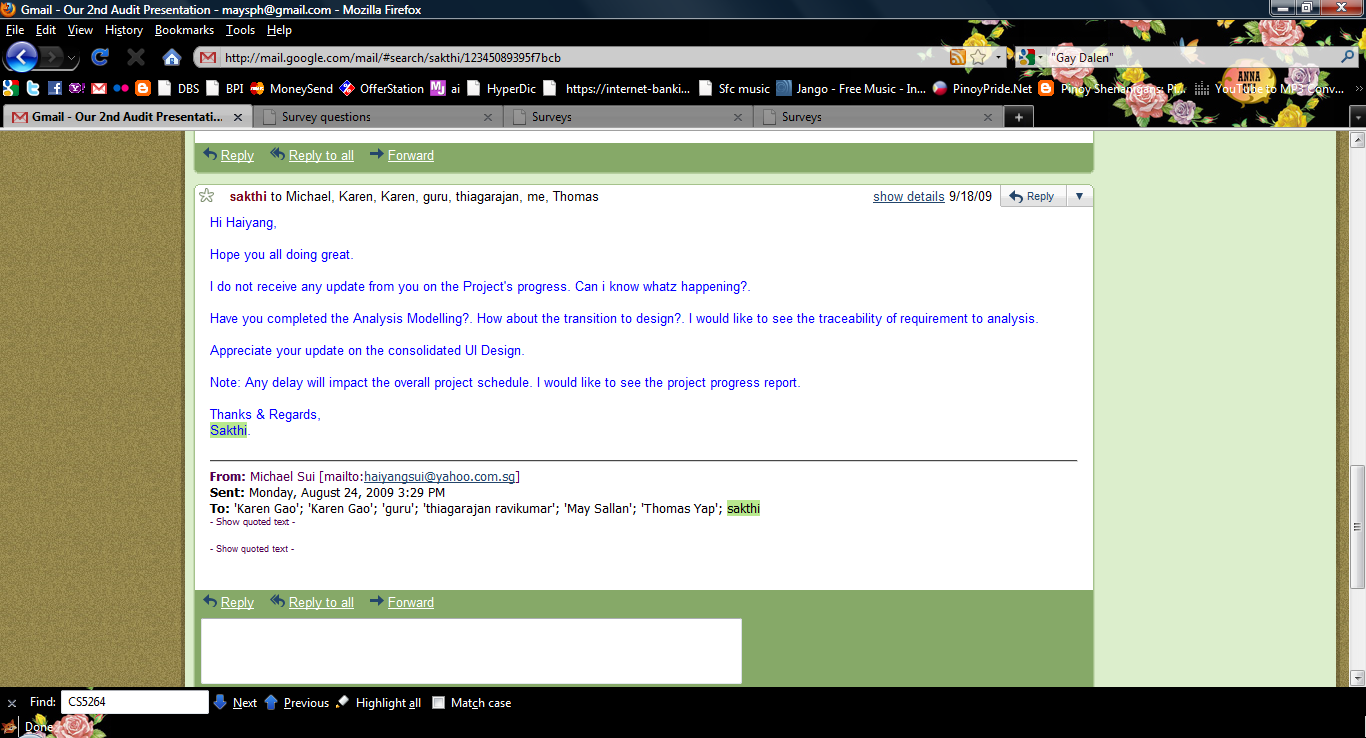 Gmail - Our 2nd Audit Presentation - maysph@gmail.com - Mozilla Firefox
File Edit View History Bookmarks Tools Help
http://mail.google.com/mail/#search/sakthi/12345089395f7bcb
"Gay Dalen"
DBS BPI MoneySend OfferStation ai HyperDic https://internet-banki... Sfc music Jango - Free Music - In... PinoyPride.Net Pinoy Shenanigans: Pi... YouTube to MP3 Conv...
ANNA
Gmail - Our 2nd Audit Presentati... Survey questions Surveys Surveys
Reply Reply to all Forward
sakthi to Michael, Karen, Karen, guru, thiagarajan, me, Thomas show details 9/18/09 Reply
Hi Haiyang,
Hope you all doing great.
I do not receive any update from you on the Project's progress. Can i know whatz happening?.
Have you completed the Analysis Modelling?. How about the transition to design?. I would like to see the traceability of requirement to analysis.
Appreciate your update on the consolidated UI Design.
Note: Any delay will impact the overall project schedule. I would like to see the project progress report.
Thanks & Regards,
Sakthi.
From: Michael Sui [mailto:haiyangsui@yahoo.com.sg]
Sent: Monday, August 24, 2009 3:29 PM
To: 'Karen Gao'; 'Karen Gao'; 'guru'; 'thiagarajan ravikumar'; 'May Sallan'; 'Thomas Yap'; sakthi
- Show quoted text -
- Show quoted text -
Reply Reply to all Forward
Find: CS5264 Next Previous Highlight all Match case
Done